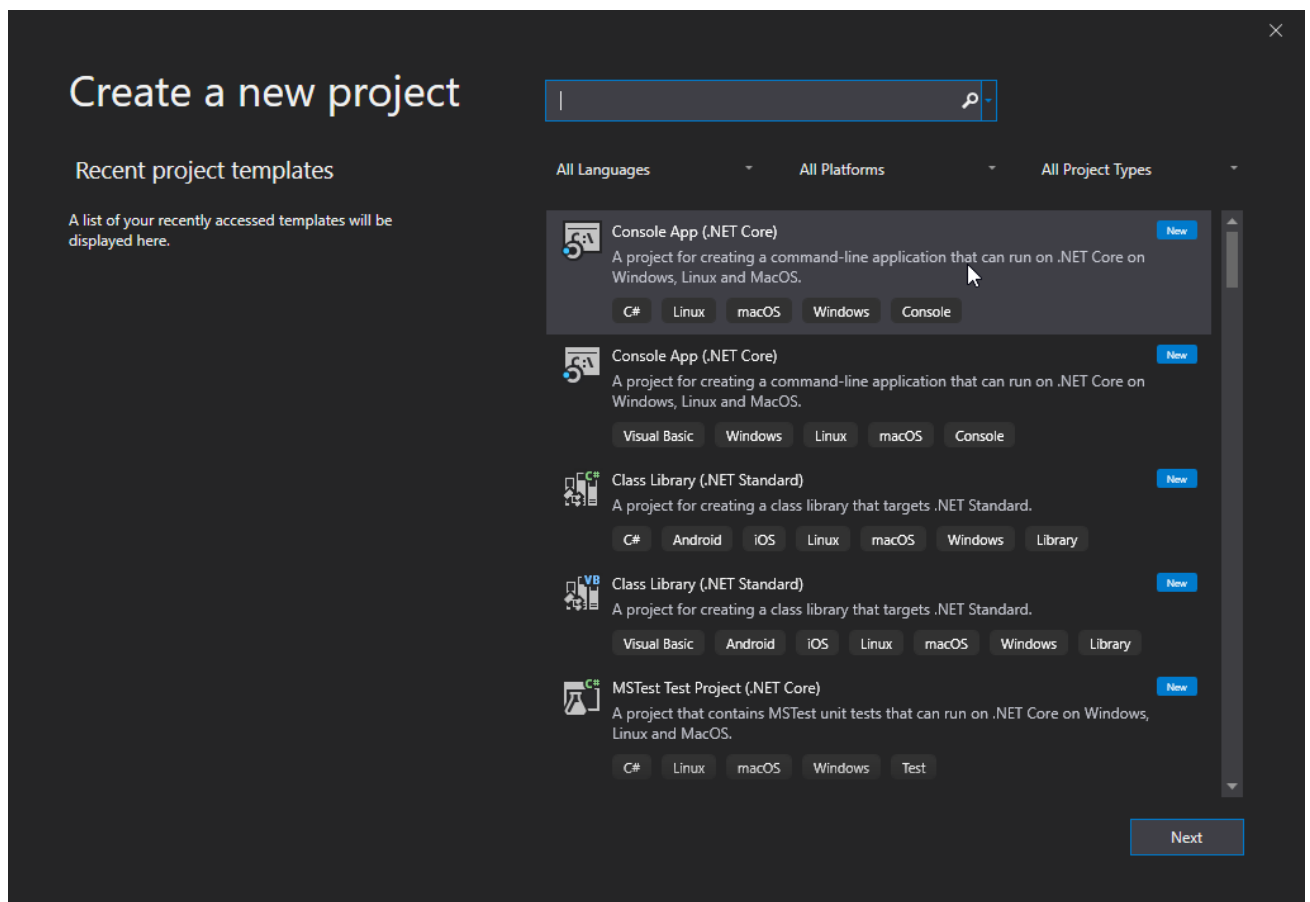 Create a new project
Recent project templates
A list of your recently accessed templates will be
displayed here.
All Languages
All Platforms
All Project Types
Console App (.NET Core)
New
A project for creating a command-line application that can run on .NET Core on
Windows, Linux and MacOS.
C# Linux macOS Windows Console
Console App (.NET Core)
New
A project for creating a command-line application that can run on .NET Core on
Windows, Linux and MacOS.
Visual Basic Windows Linux macOS Console
C#
Class Library (.NET Standard)
New
A project for creating a class library that targets .NET Standard.
C# Android iOS Linux macOS Windows Library
VB
Class Library (.NET Standard)
New
A project for creating a class library that targets .NET Standard.
Visual Basic Android iOS Linux macOS Windows Library
C#
MSTest Test Project (.NET Core)
New
A project that contains MSTest unit tests that can run on .NET Core on Windows,
Linux and MacOS.
C# Linux macOS Windows Test
Next